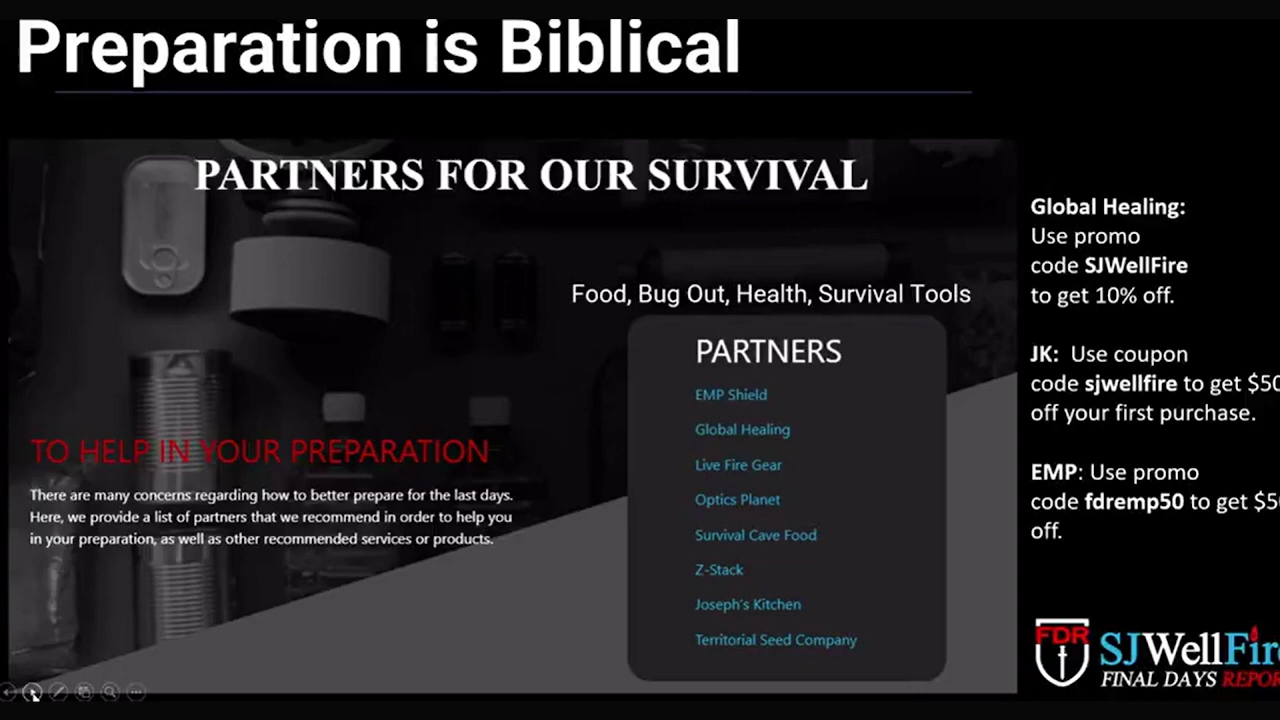 Preparation is Biblical
PARTNERS FOR OUR SURVIVAL
Food, Bug Out, Health, Survival Tools
PARTNERS
EMP Shield
Global Healing
Live Fire Gear
Optics Planet
Survival Cave Food
Z-Stack
Joseph's Kitchen
Territorial Seed Company
TO HELP IN YOUR PREPARATION
There are many concerns regarding how to better prepare for the last days.
Here, we provide a list of partners that we recommend in order to help you
in your preparation, as well as other recommended services or products.
Global Healing:
Use promo
code SJWellFire
to get 10% off.
JK: Use coupon
code sjwellfire to get $50
off your first purchase.
EMP: Use promo
code fdremp50 to get
off.
FDR
SJWellFire
FINAL DAYS